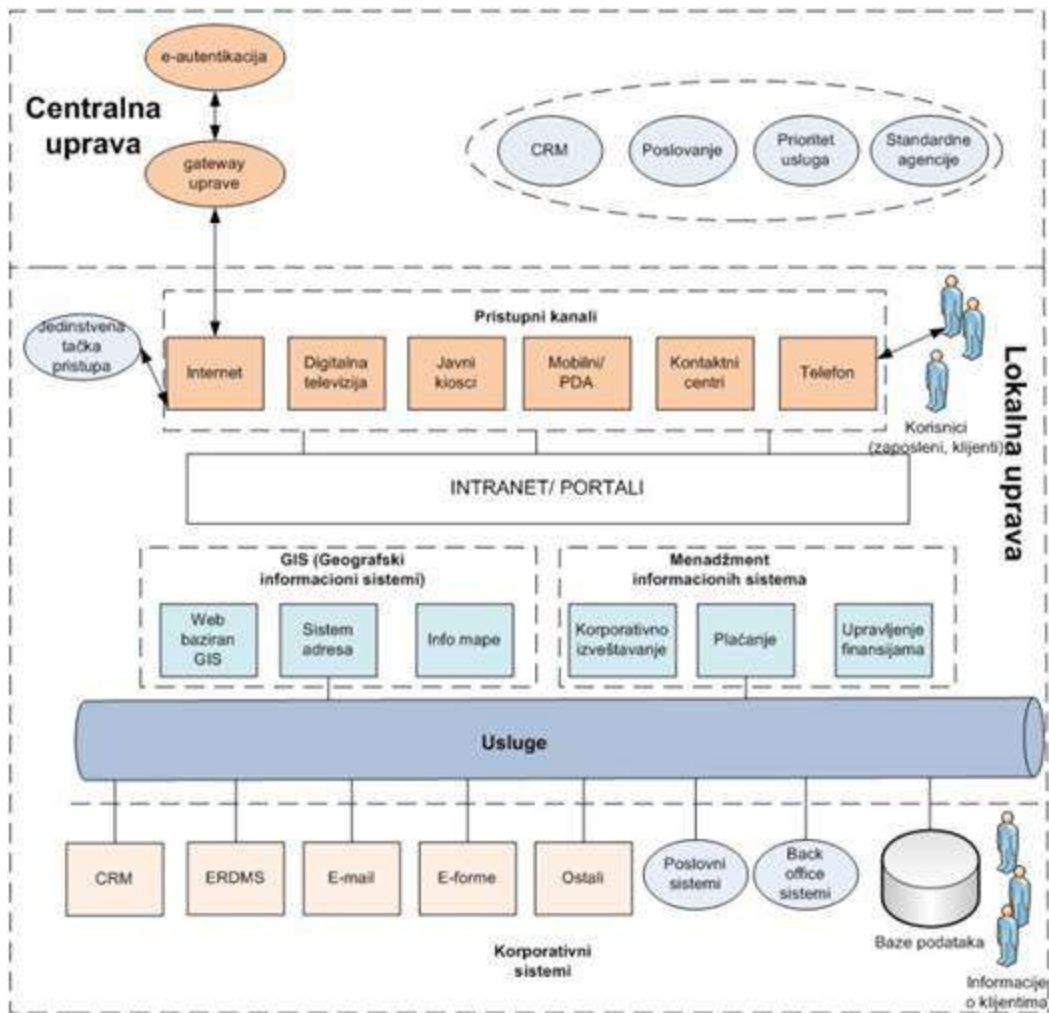 e-autentikacija
Centralna
uprava
gateway
uprave
CRM
Poslovanje
Prioritet
usluga
Standardne
agencije
Pristupni kanali
Jedinstvena
tačka
pristupa
Internet
Digitalna
televizija
Javni
kiosci
Mobilni/
PDA
Kontaktni
centri
Telefon
Korisnici
(zaposleni, klijenti)
Lokalna uprava
INTRANET/ PORTALI
GIS (Geografski
informacioni sistemi)
Web
baziran
GIS
Sistem
adresa
Info mape
Menadžment
informacionih sistema
Korporativno
izveštavanje
Plaćanje
Upravljenje
finansijama
Usluge
CRM
ERDMS
E-mail
E-forme
Ostali
Poslovni
sistemi
Back
office
sistemi
Baze podataka
Korporativni
sistemi
Informacije
o klijentima